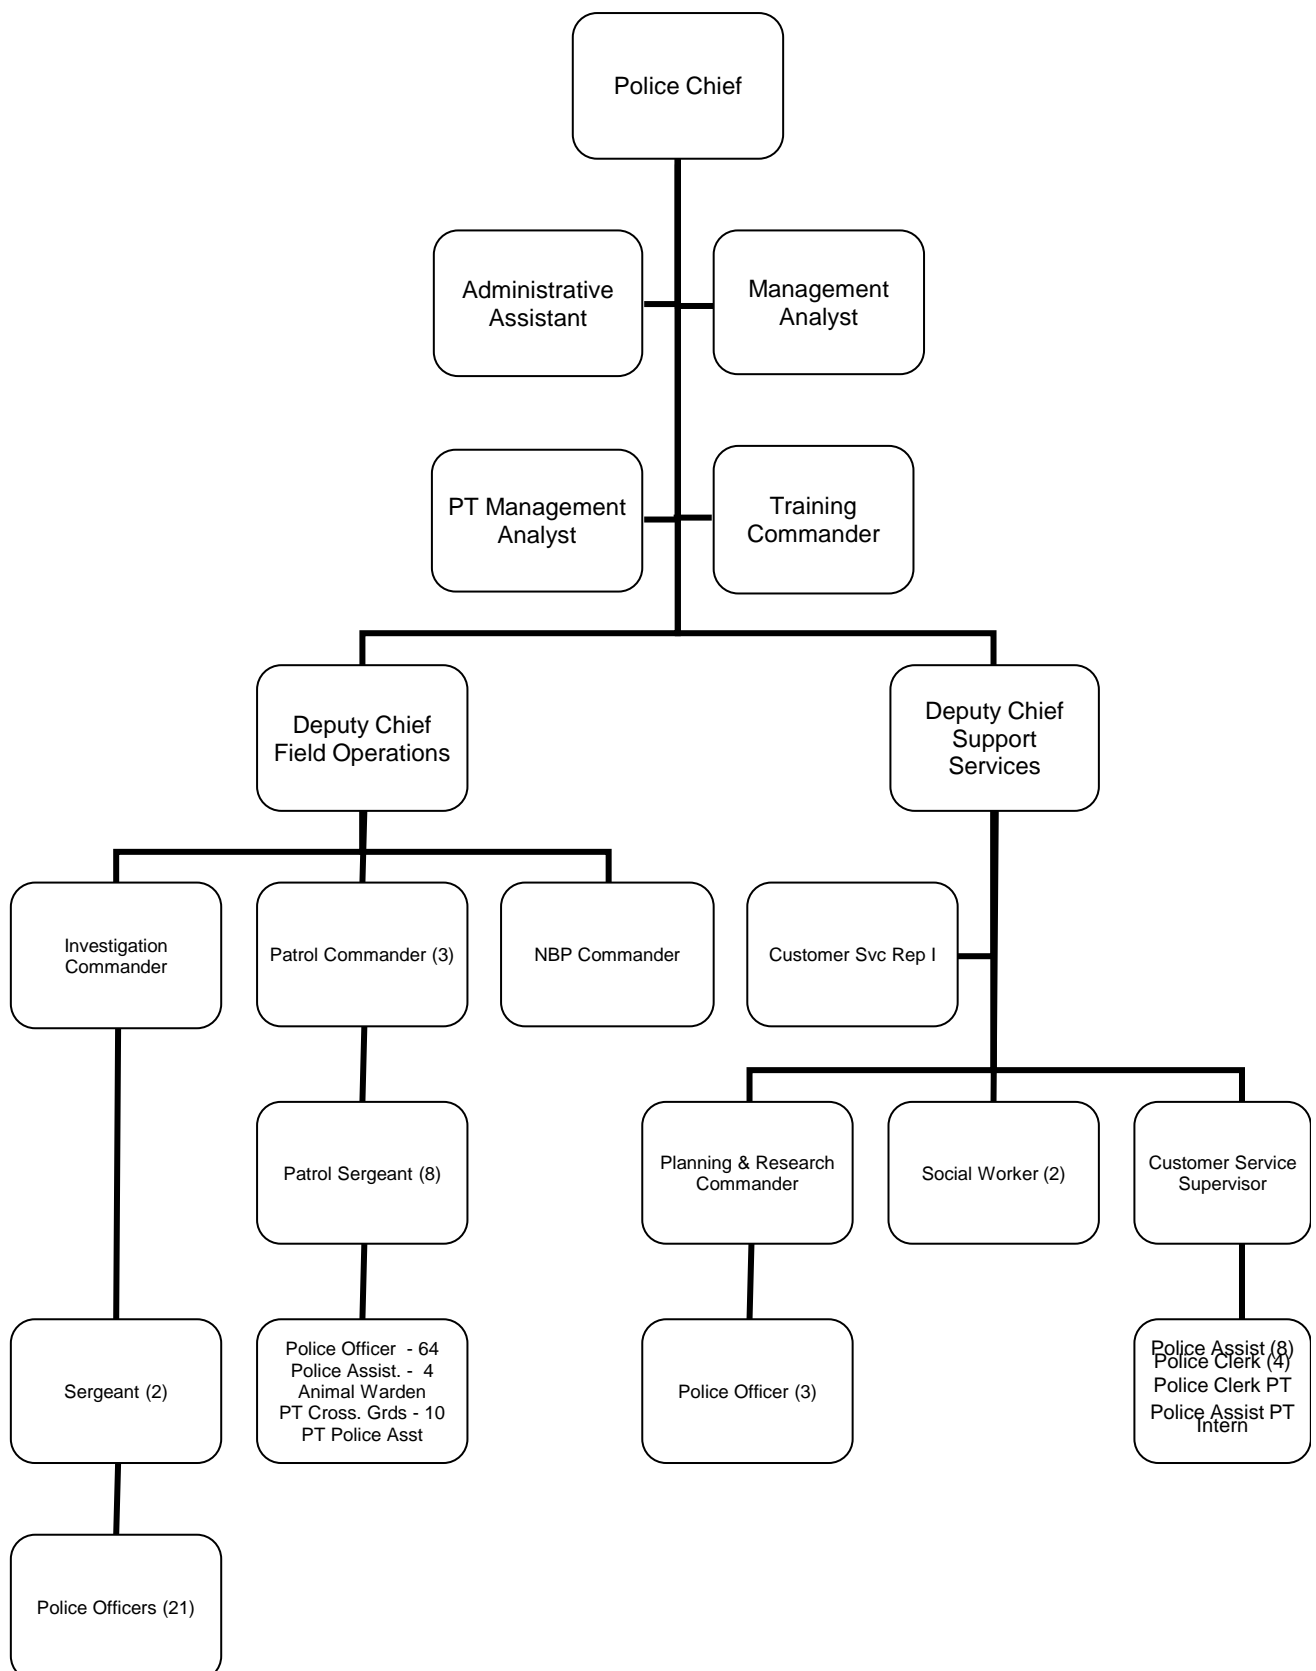 Police Chief
Administrative
Assistant
Management
Analyst
PT Management
Analyst
Training
Commander
Deputy Chief
Field Operations
Deputy Chief
Support
Services
Investigation
Commander
Patrol Commander (3)
NBP Commander
Customer Svc Rep I
Patrol Sergeant (8)
Planning & Research
Commander
Social Worker (2)
Customer Service
Supervisor
Sergeant (2)
Police Officer - 64
Police Assist. - 4
Animal Warden
PT Cross. Grds - 10
PT Police Asst
Police Officer (3)
Police Assist (8)
Police Clerk (4)
Police Clerk PT
Police Assist PT
Intern
Police Officers (21)